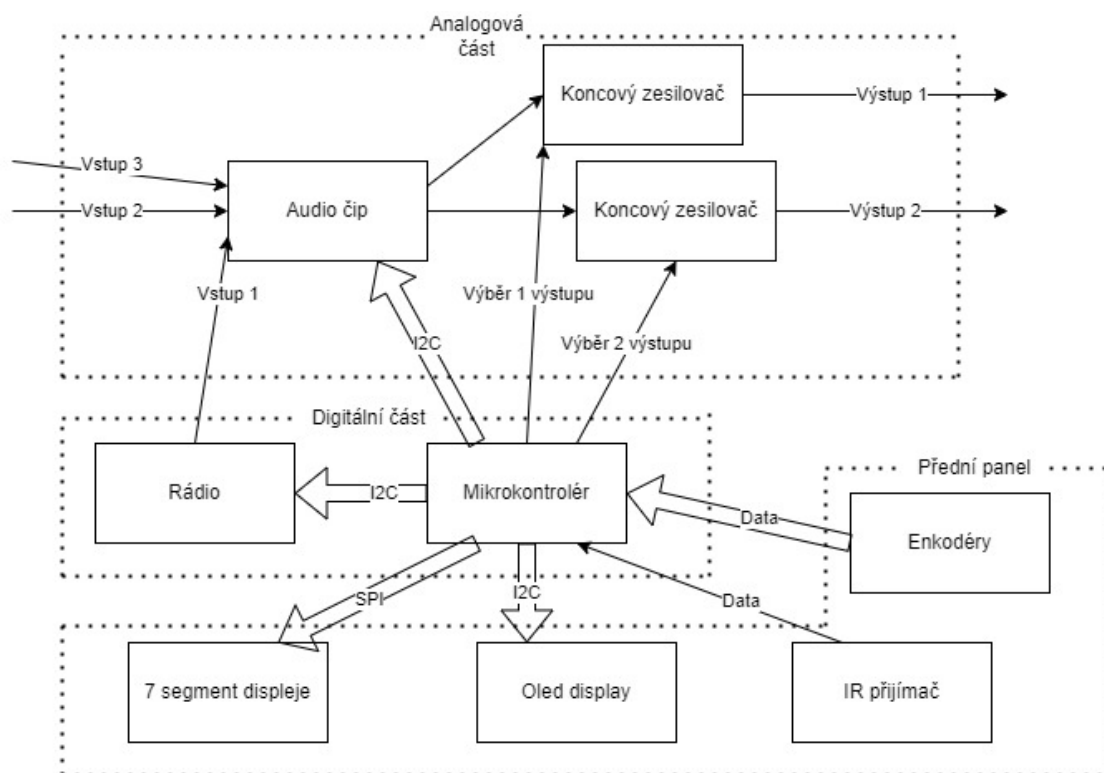 Analogová
část
Koncový zesilovač
Výstup 1
Vstup 3
Audio čip
Vstup 2
Koncový zesilovač
Výstup 2
Vstup 1
Výběr 1 výstupu
I2C
Výběr 2 výstupu
Digitální část
Rádio
I2C
Mikrokontrolér
Přední panel
Data
Enkodéry
SPI
I2C
Data
7 segment displeje
Oled display
IR přijímač